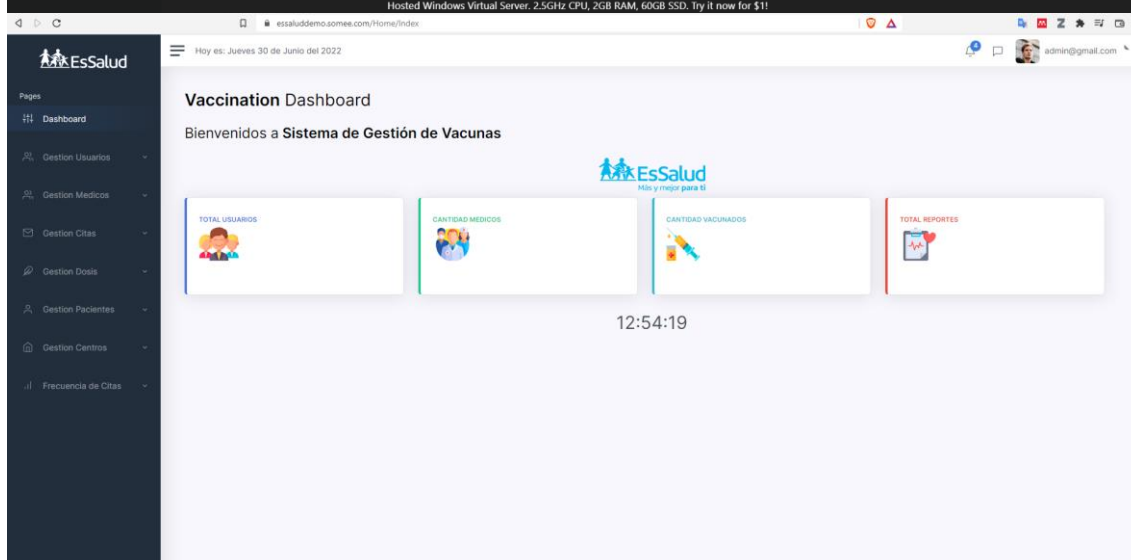 Hosted Windows Virtual Server. 2.5GHz CPU, 2GB RAM, 60GB SSD. Try it now for $1!
essaluddemo.somee.com/Home/Index
EsSalud
Hoy es: Jueves 30 de Junio del 2022
4
admin@gmail.com
Pages
Dashboard
Gestion Usuarios
Gestion Medicos
Gestion Citas
Gestion Dosis
Gestion Pacientes
Gestion Centros
Frecuencia de Citas
Vaccination Dashboard
Bienvenidos a Sistema de Gestión de Vacunas
EsSalud
Más y mejor para ti
TOTAL USUARIOS
CANTIDAD MEDICOS
CANTIDAD VACUNADOS
TOTAL REPORTES
12:54:19